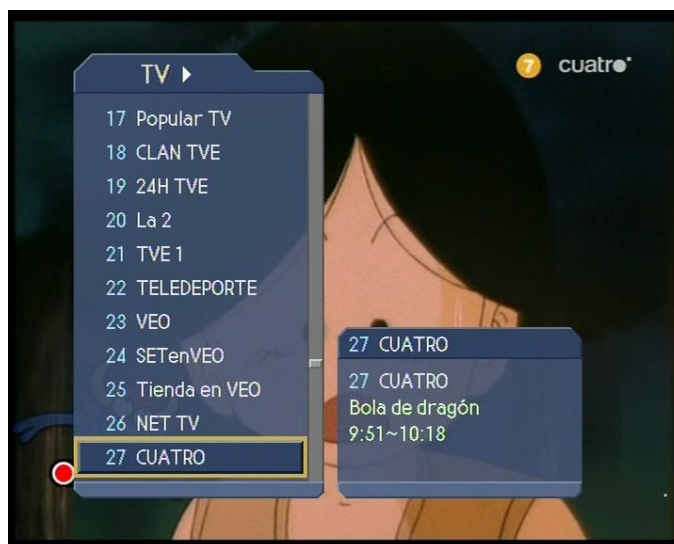 TV
7 cuatro
17 Popular TV
18 CLAN TVE
19 24H TVE
20 La 2
21 TVE 1
22 TELEDEPORTE
23 VEO
24 SETenVEO
25 Tienda en VEO
26 NET TV
27 CUATRO
27 CUATRO
27 CUATRO
Bola de dragón
9:51~10:18